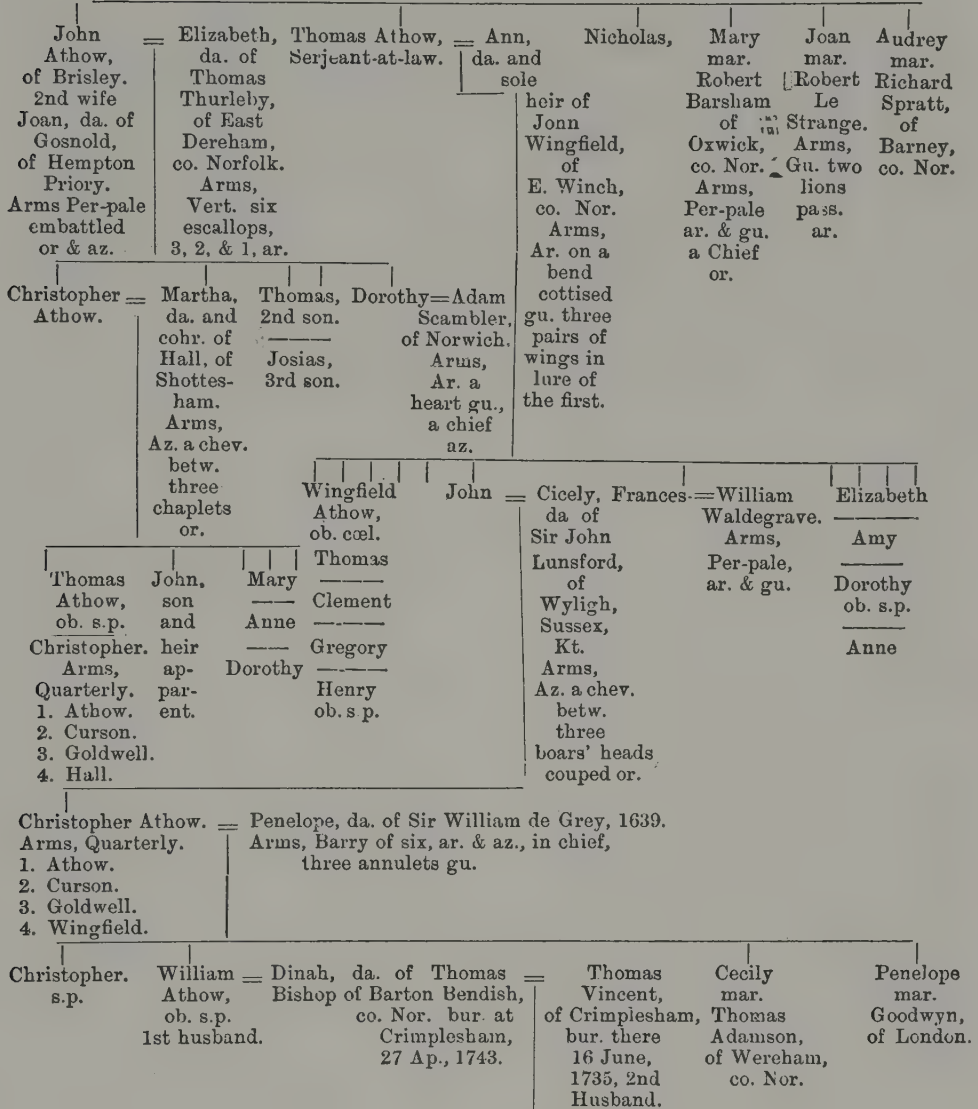 John
Athow,
of Brisley.
2nd wife
Joan, da. of
Gosnold,
of Hempton
Priory.
Arms Per-pale
embattled
or & az.
=
Elizabeth,
da. of
Thomas
Thurleby,
of East
Dereham,
co. Norfolk.
Arms,
Vert. six
escallops,
3, 2, & 1, ar.
Thomas Athow,
Serjeant-at-law.
=
Ann,
da. and
sole
heir of
Jonn
Wingfield,
of
E. Winch,
co. Nor.
Arms,
Ar. on a
bend
cottised
gu. three
pairs of
wings in
lure of
the first.
Nicholas,
Mary
mar.
Robert
Barsham
of
Oxwick,
co. Nor.
Arms,
Per-pale
ar. & gu.
a Chief
or.
Joan
mar.
Robert
Le
Strange.
Arms,
Gu. two
lions
pass.
ar.
Audrey
mar.
Richard
Spratt,
of
Barney,
co. Nor.
Christopher
Athow.
=
Martha,
da. and
cohr. of
Hall, of
Shottes-
ham.
Arms,
Az. a chev.
betw.
three
chaplets
or.
Thomas,
2nd son.
Josias,
3rd son.
Dorothy=Adam
Scambler,
of Norwich.
Arms,
Ar. a
heart gu.,
a chief
az.
Thomas
Athow,
ob. s.p.
Christopher.
Arms,
Quarterly.
1. Athow.
2. Curson.
3. Goldwell.
4. Hall.
John,
son
and
heir
ap-
par-
ent.
Mary
Anne
Dorothy
Wingfield
Athow,
ob. cœl.
Thomas
Clement
Gregory
Henry
ob. s p.
John
=
Cicely,
da of
Sir John
Lunsford,
of
Wyligh,
Sussex,
Kt.
Arms,
Az. a chev.
betw.
three
boars' heads
couped or.
Frances=William
Waldegrave.
Arms,
Per-pale,
ar. & gu.
Elizabeth
Amy
Dorothy
ob. s.p.
Anne
Christopher Athow.
Arms, Quarterly.
1. Athow.
2. Curson.
3. Goldwell.
4. Wingfield.
=
Penelope, da. of Sir William de Grey, 1639.
Arms, Barry of six, ar. & az., in chief,
three annulets gu.
Christopher.
s.p.
William
Athow,
ob. s.p.
1st husband.
=
Dinah, da. of Thomas
Bishop of Barton Bendish,
co. Nor. bur. at
Crimplesham,
27 Ap., 1743.
=
Thomas
Vincent,
of Crimplesham,
bur. there
16 June,
1735, 2nd
Husband.
Cecily
mar.
Thomas
Adamson,
of Wereham,
co. Nor.
Penelope
mar.
Goodwyn,
of London.